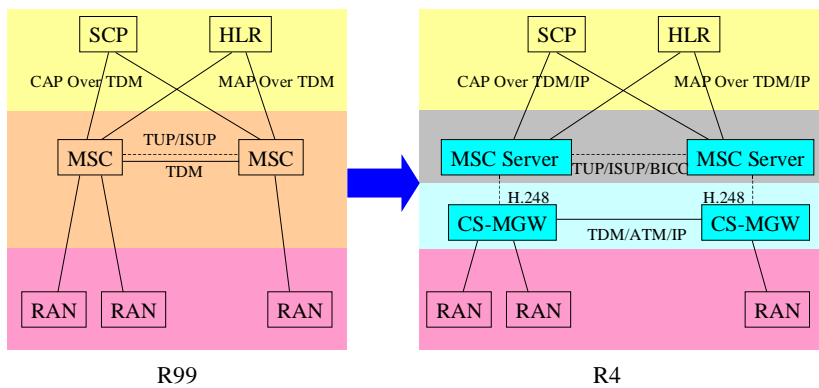 SCP HLR SCP HLR
CAP Over TDM MAP Over TDM CAP Over TDM/IP MAP Over TDM/IP
TUP/ISUP
MSC MSC MSC Server MSC Server
TDM TUP/ISUP/BICC
H.248 H.248
CS-MGW CS-MGW
TDM/ATM/IP
RAN RAN RAN RAN RAN RAN
R99 R4